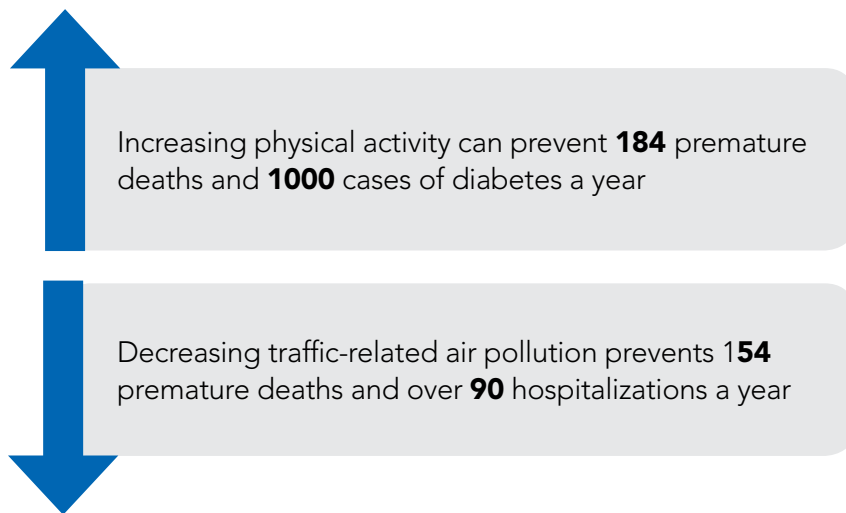 Increasing physical activity can prevent 184 premature
deaths and 1000 cases of diabetes a year
Decreasing traffic-related air pollution prevents 154
premature deaths and over 90 hospitalizations a year